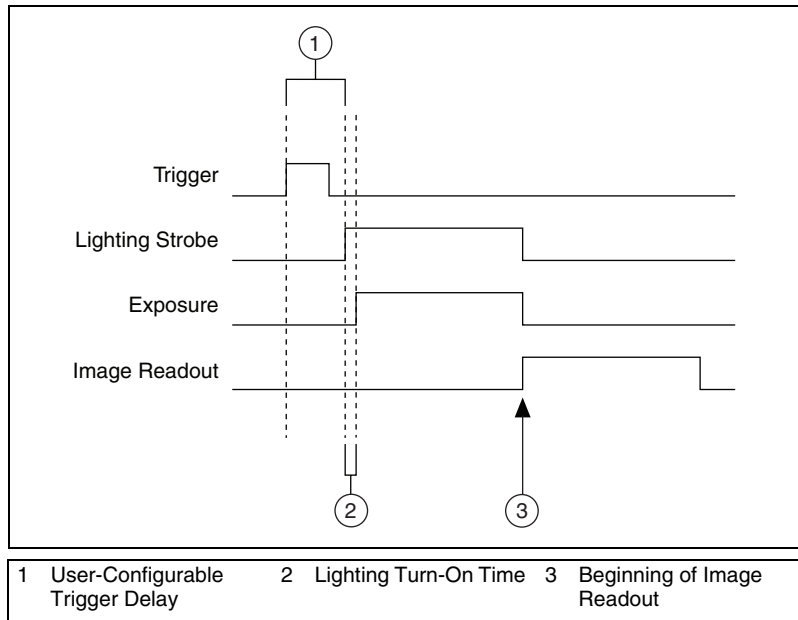 1
Trigger
Lighting Strobe
Exposure
Image Readout
2 3
1 User-Configurable Trigger Delay
2 Lighting Turn-On Time
3 Beginning of Image Readout